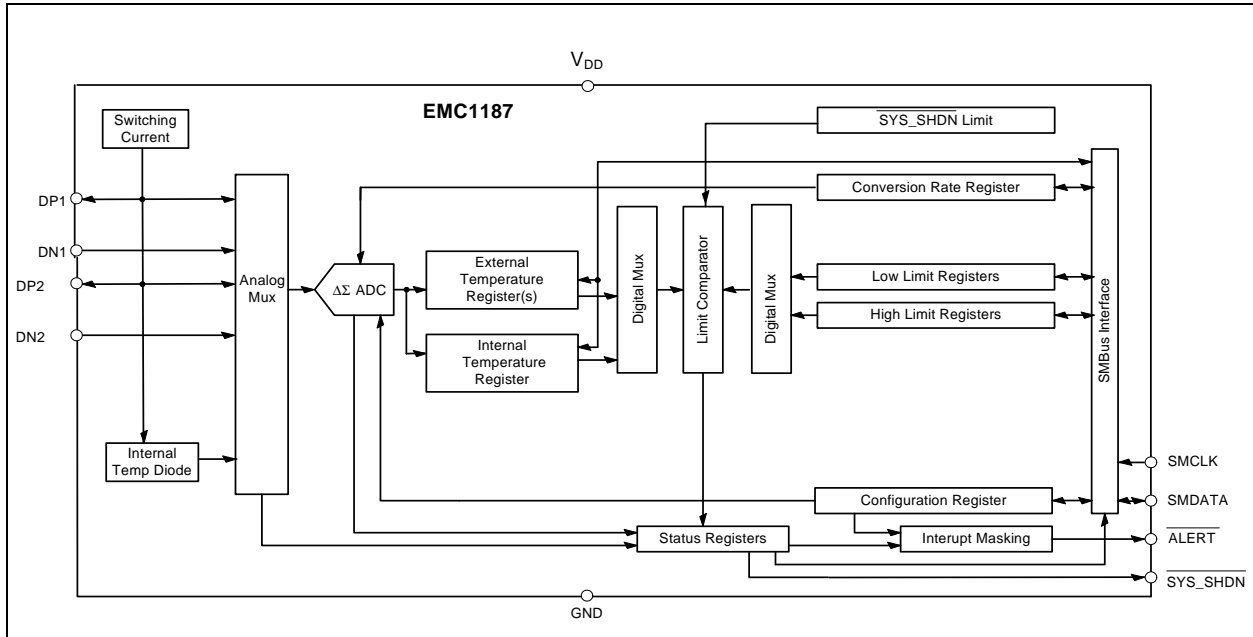 V_DD
EMC1187
Switching
Current
SYS_SHDN Limit
Conversion Rate Register
DP1
DN1
DP2
DN2
Analog
Mux
ΔΣ ADC
External
Temperature
Register(s)
Internal
Temperature
Register
Digital Mux
Limit Comparator
Digital Mux
Low Limit Registers
High Limit Registers
SMBus Interface
Internal
Temp Diode
SMCLK
Configuration Register
SMDATA
Status Registers
Interupt Masking
ALERT
SYS_SHDN
GND